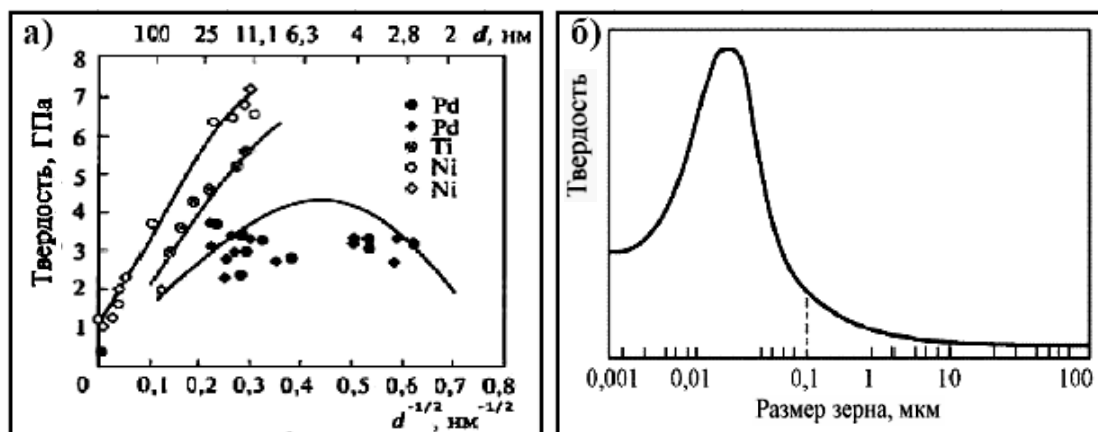 а)
100 25 11,1 6,3 4 2,8 2 d, нм
8
7
6
5
4
3
2
1
0
Твердость, ГПа
Pd
Pd
Ti
Ni
Ni
0,1 0,2 0,3 0,4 0,5 0,6 0,7 0,8
d⁻¹/², нм⁻¹/²
б)
Твердость
0,001 0,01 0,1 1 10 100
Размер зерна, мкм